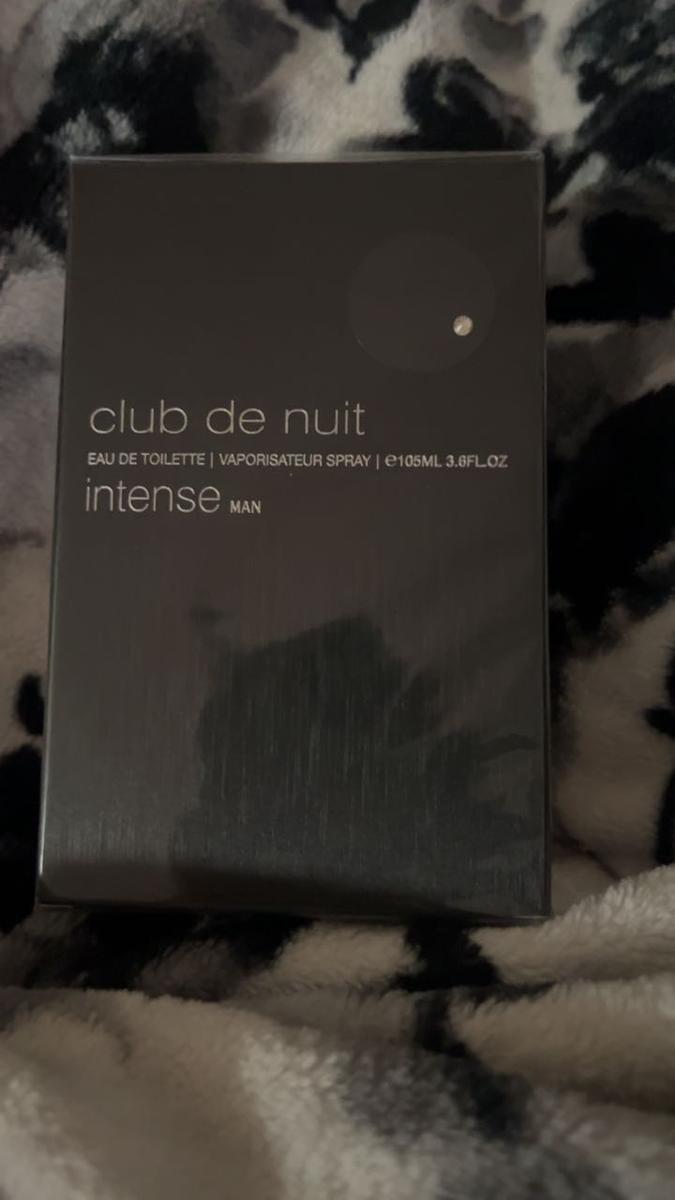 club de nuit
EAU DE TOILETTE | VAPORISATEUR SPRAY | ℮105ML 3.6FL.OZ
intense MAN